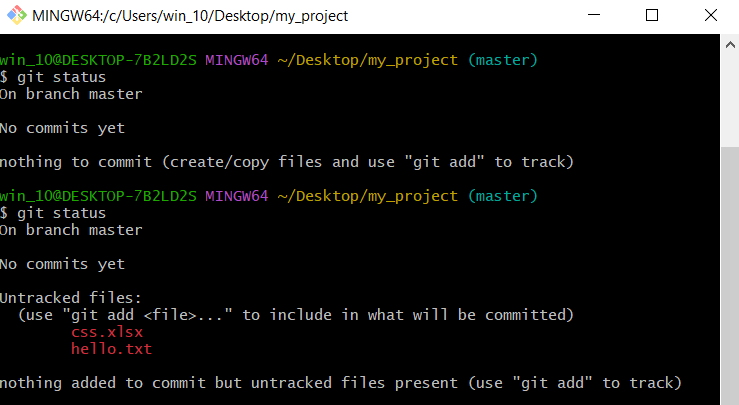 MINGW64:/c/Users/win_10/Desktop/my_project
win_10@DESKTOP-7B2LD2S MINGW64 ~/Desktop/my_project (master)
$ git status
On branch master
No commits yet
nothing to commit (create/copy files and use "git add" to track)
win_10@DESKTOP-7B2LD2S MINGW64 ~/Desktop/my_project (master)
$ git status
On branch master
No commits yet
Untracked files:
(use "git add <file>..." to include in what will be committed)
css.xlsx
hello.txt
nothing added to commit but untracked files present (use "git add" to track)